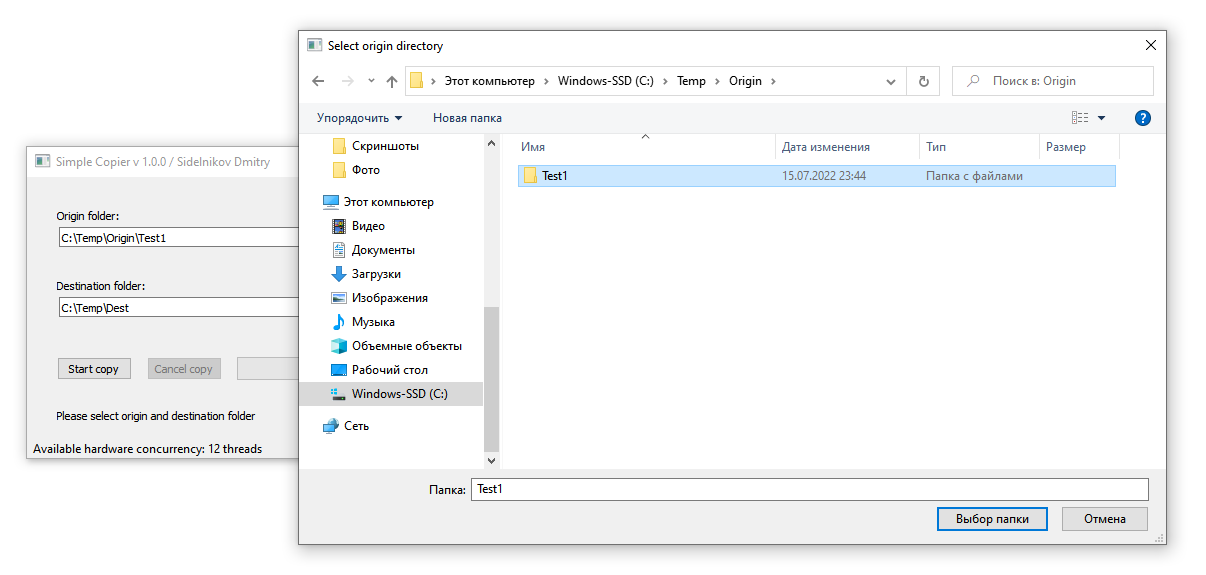 Simple Copier v 1.0.0 / Sidelnikov Dmitry
Origin folder:
C:\Temp\Origin\Test1
Destination folder:
C:\Temp\Dest
Start copy
Cancel copy
Please select origin and destination folder
Available hardware concurrency: 12 threads
Select origin directory
Этот компьютер
Windows-SSD (C:)
Temp
Origin
Поиск в: Origin
Упорядочить
Новая папка
Скриншоты
Фото
Этот компьютер
Видео
Документы
Загрузки
Изображения
Музыка
Объемные объекты
Рабочий стол
Windows-SSD (C:)
Сеть
Имя
Дата изменения
Тип
Размер
Test1
15.07.2022 23:44
Папка с файлами
Папка:
Test1
Выбор папки
Отмена